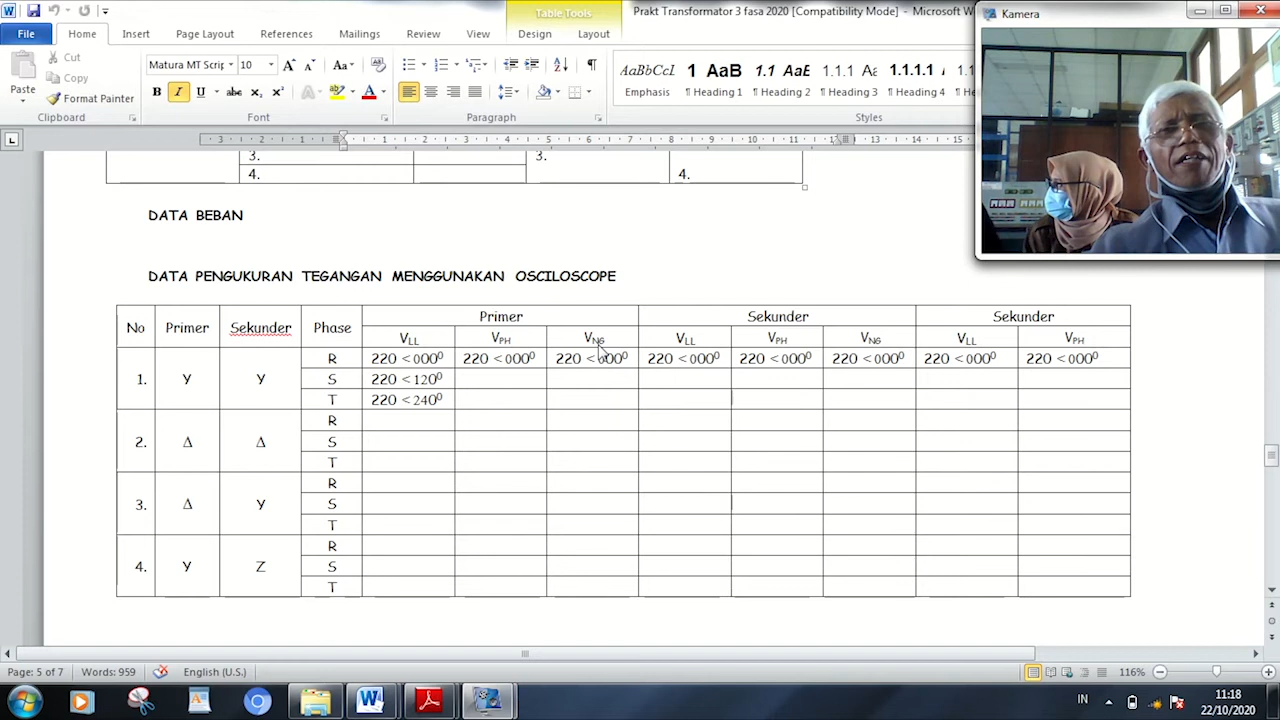 Table Tools
Prakt Transformator 3 fasa 2020 [Compatibility Mode] - Microsoft W
Kamera
File Home Insert Page Layout References Mailings Review View Design Layout
Cut
Copy
Paste
Format Painter
Matura MT Scrip 10
AaBbCcL 1 AaB 1.1 AaE 1.1.1 Aa 1.1.1.1 1.1.1
Emphasis ¶ Heading 1 ¶ Heading 2 ¶ Heading 3 ¶ Heading 4 ¶ Heading 5
Clipboard Font Paragraph Styles
3. 3.
4. 4.
DATA BEBAN
DATA PENGUKURAN TEGANGAN MENGGUNAKAN OSCILOSCOPE
No Primer Sekunder Phase Primer Sekunder Sekunder
VLL VPH VNG VLL VPH VNG VLL VPH
1. Y Y R 220 <000⁰ 220 <000⁰ 220 <000⁰ 220 <000⁰ 220 <000⁰ 220 <000⁰ 220 <000⁰ 220 <000⁰
S 220 <120⁰
T 220 <240⁰
2. Δ Δ R
S
T
3. Δ Y R
S
T
4. Y Z R
S
T
Page: 5 of 7 Words: 959 English (U.S.) 116%
IN 11:18
22/10/2020